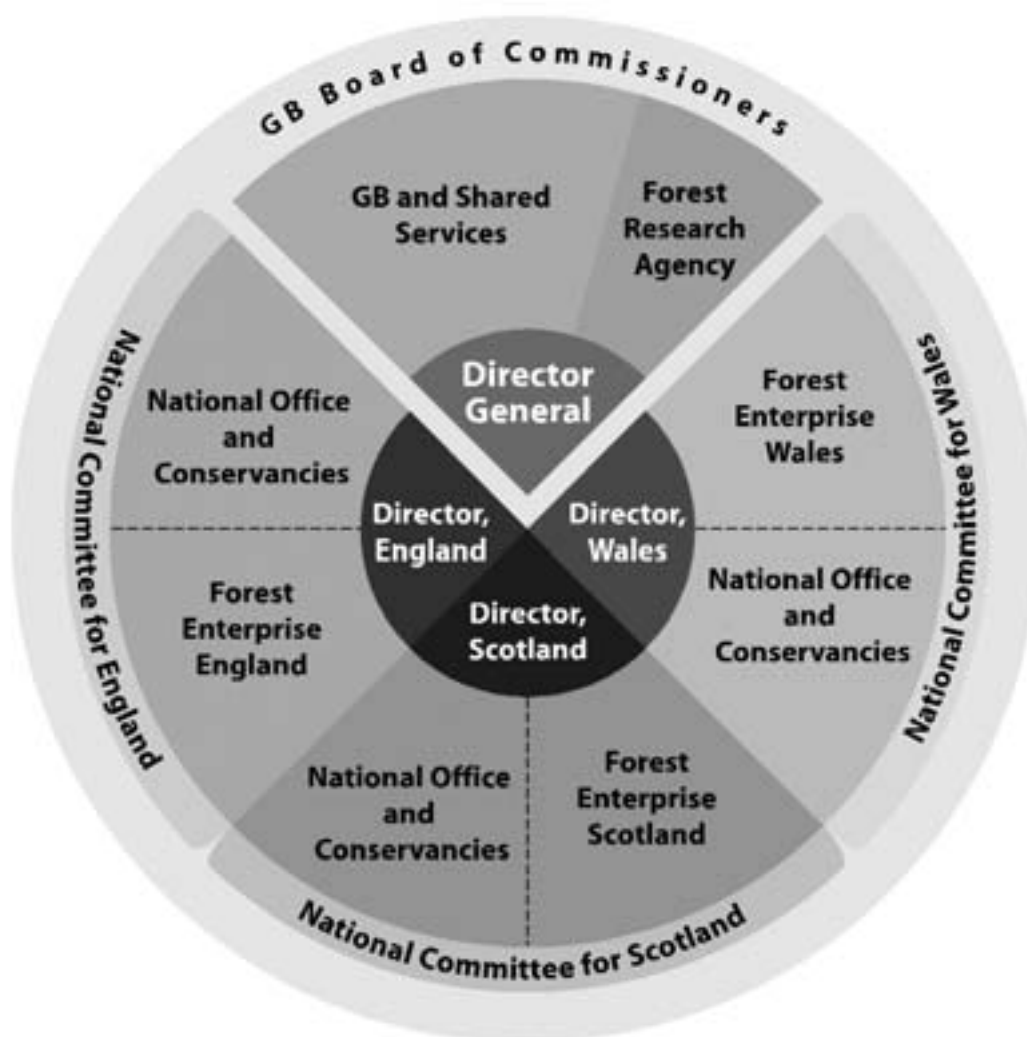 GB Board of Commissioners
GB and Shared
Services
Forest
Research
Agency
Director
General
National Committee for England
National Office
and
Conservancies
Director,
England
Forest
Enterprise
England
National Committee for Wales
Forest
Enterprise
Wales
Director,
Wales
National Office
and
Conservancies
Director,
Scotland
National Office
and
Conservancies
Forest
Enterprise
Scotland
National Committee for Scotland